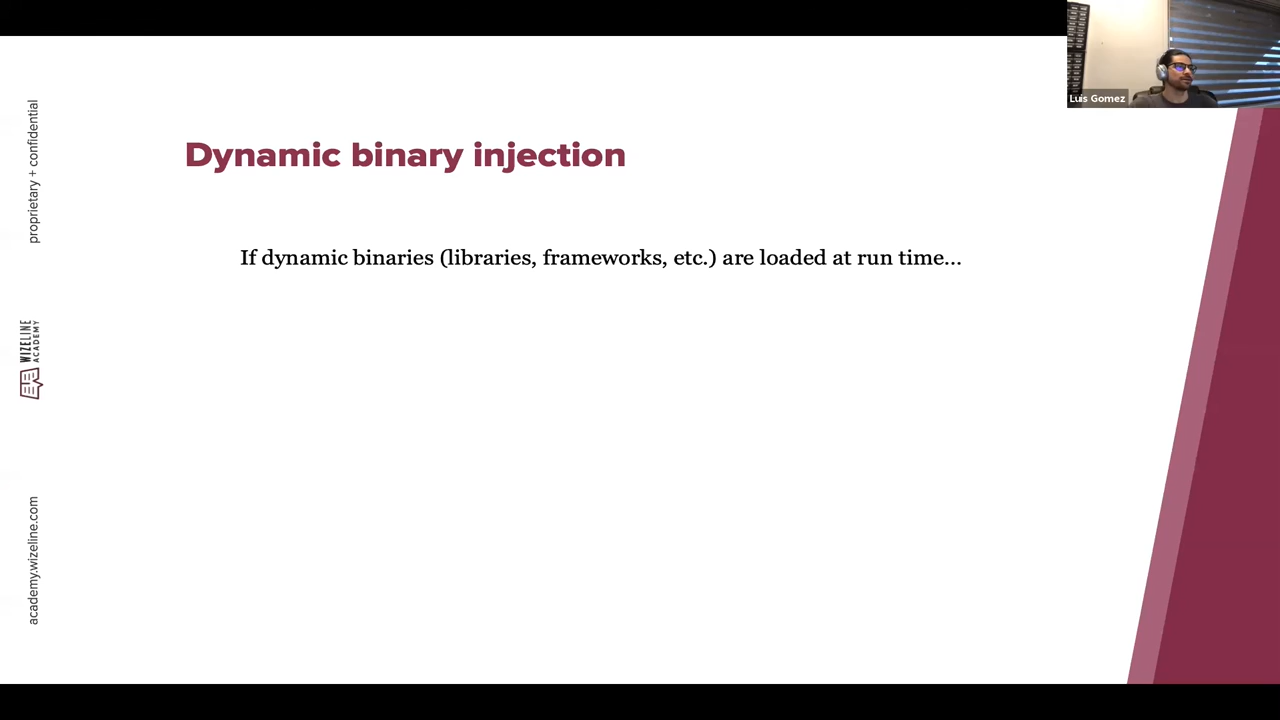 Luis Gomez
proprietary + confidential
Dynamic binary injection
If dynamic binaries (libraries, frameworks, etc.) are loaded at run time...
WIZELINE
ACADEMY
academy.wizeline.com